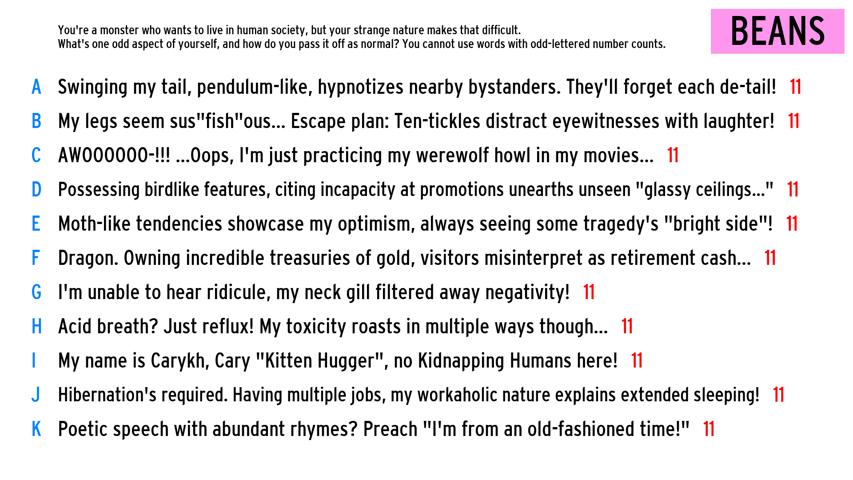 You're a monster who wants to live in human society, but your strange nature makes that difficult.
What's one odd aspect of yourself, and how do you pass it off as normal? You cannot use words with odd-lettered number counts.
BEANS
A Swinging my tail, pendulum-like, hypnotizes nearby bystanders. They'll forget each de-tail! 11
B My legs seem sus"fish"ous... Escape plan: Ten-tickles distract eyewitnesses with laughter! 11
C AWOOOOOO-!!! ...Oops, I'm just practicing my werewolf howl in my movies... 11
D Possessing birdlike features, citing incapacity at promotions unearths unseen "glassy ceilings..." 11
E Moth-like tendencies showcase my optimism, always seeing some tragedy's "bright side"! 11
F Dragon. Owning incredible treasuries of gold, visitors misinterpret as retirement cash... 11
G I'm unable to hear ridicule, my neck gill filtered away negativity! 11
H Acid breath? Just reflux! My toxicity roasts in multiple ways though... 11
I My name is Carykh, Cary "Kitten Hugger", no Kidnapping Humans here! 11
J Hibernation's required. Having multiple jobs, my workaholic nature explains extended sleeping! 11
K Poetic speech with abundant rhymes? Preach "I'm from an old-fashioned time!" 11